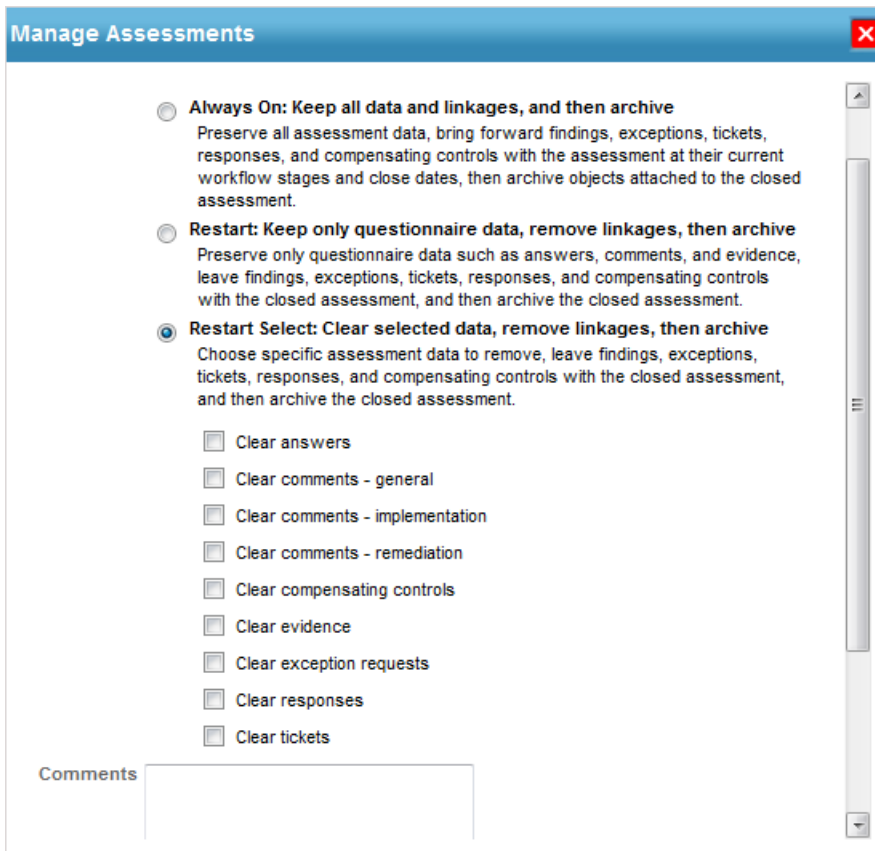 Manage Assessments
Always On: Keep all data and linkages, and then archive
Preserve all assessment data, bring forward findings, exceptions, tickets,
responses, and compensating controls with the assessment at their current
workflow stages and close dates, then archive objects attached to the closed
assessment.
Restart: Keep only questionnaire data, remove linkages, then archive
Preserve only questionnaire data such as answers, comments, and evidence,
leave findings, exceptions, tickets, responses, and compensating controls
with the closed assessment, and then archive the closed assessment.
Restart Select: Clear selected data, remove linkages, then archive
Choose specific assessment data to remove, leave findings, exceptions,
tickets, responses, and compensating controls with the closed assessment,
and then archive the closed assessment.
Clear answers
Clear comments - general
Clear comments - implementation
Clear comments - remediation
Clear compensating controls
Clear evidence
Clear exception requests
Clear responses
Clear tickets
Comments